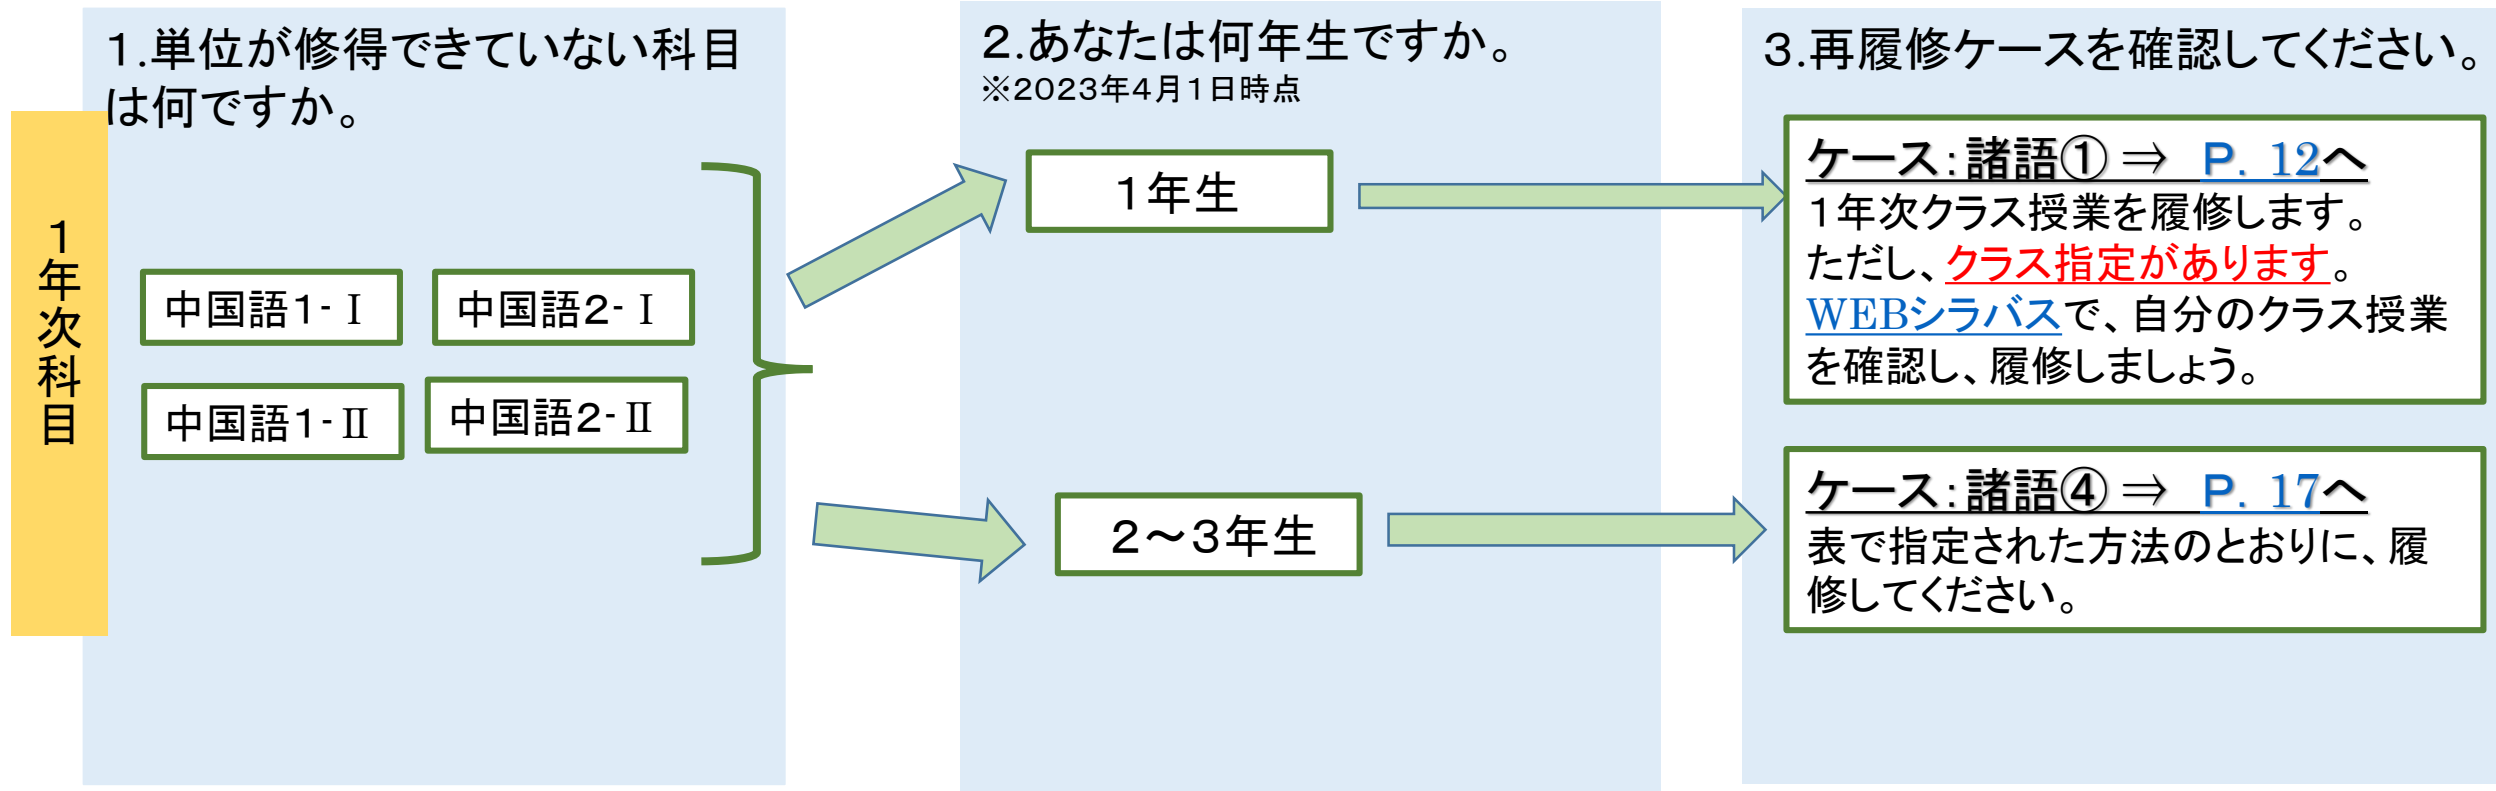 1.単位が修得できていない科目
は何ですか。
1年次科目
中国語1-Ⅰ
中国語2-Ⅰ
中国語1-Ⅱ
中国語2-Ⅱ
2.あなたは何年生ですか。
※2023年4月1日時点
1年生
2～3年生
3.再履修ケースを確認してください。
ケース：諸語① ⇒ P. 12へ
1年次クラス授業を履修します。
ただし、クラス指定があります。
WEBシラバスで、自分のクラス授業
を確認し、履修しましょう。
ケース：諸語④ ⇒ P. 17へ
表で指定された方法のとおりに、履
修してください。